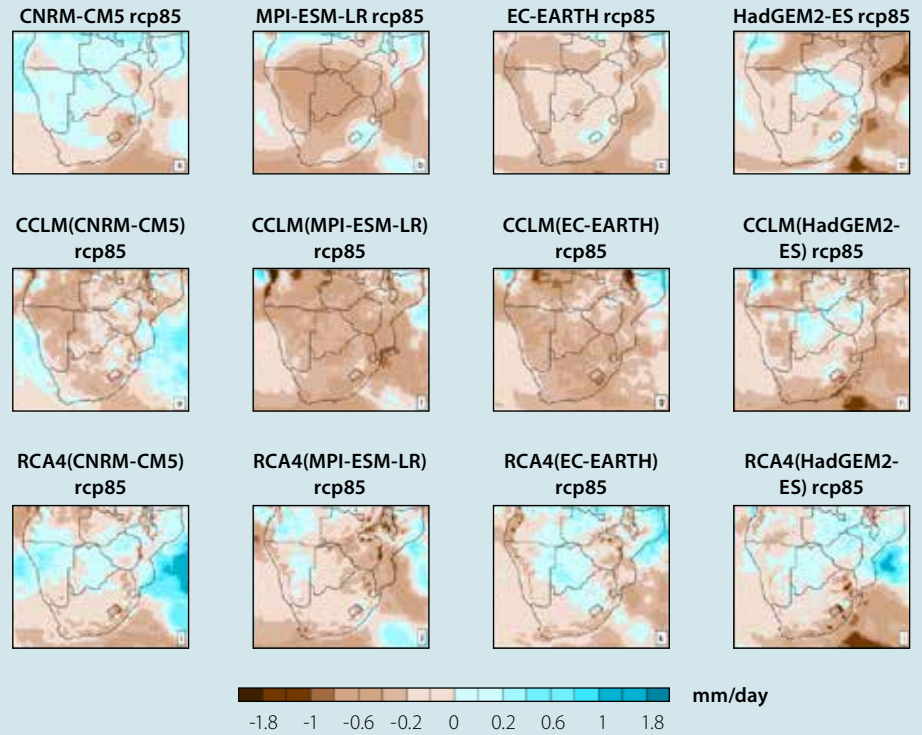 CNRM-CM5 rcp85
MPI-ESM-LR rcp85
EC-EARTH rcp85
HadGEM2-ES rcp85
a
b
c
CCLM(CNRM-CM5)
rcp85
CCLM(MPI-ESM-LR)
rcp85
CCLM(EC-EARTH)
rcp85
CCLM(HadGEM2-
ES) rcp85
e
f
g
RCA4(CNRM-CM5)
rcp85
RCA4(MPI-ESM-LR)
rcp85
RCA4(EC-EARTH)
rcp85
RCA4(HadGEM2-
ES) rcp85
i
j
k
l
mm/day
-1.8 -1 -0.6 -0.2 0 0.2 0.6 1 1.8